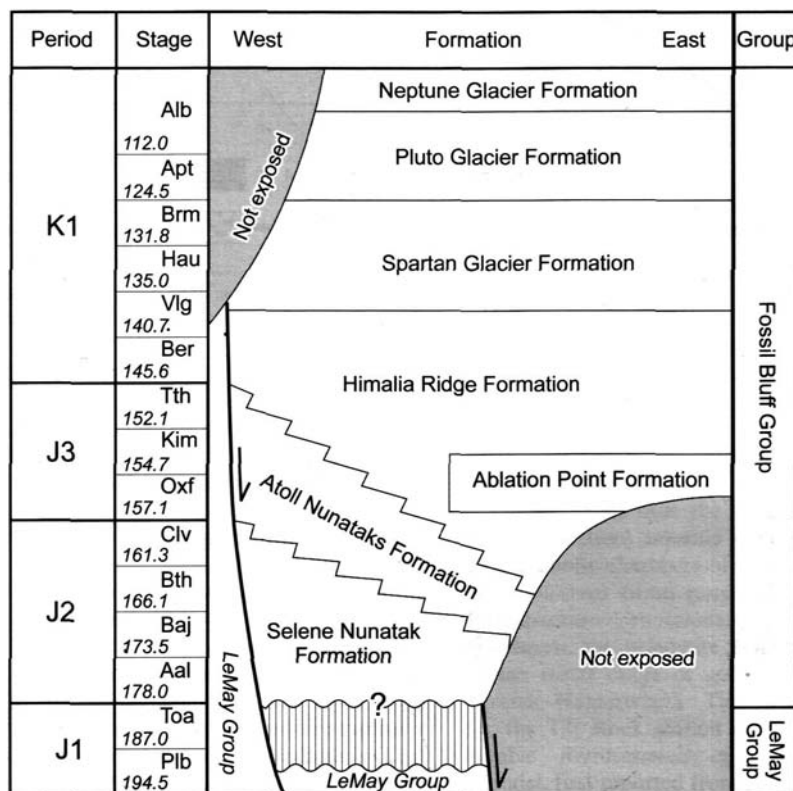 Period Stage West Formation East Group
K1
J3
J2
J1
Alb
112.0
Apt
124.5
Brm
131.8
Hau
135.0
Vlg
140.7.
Ber
145.6
Tth
152.1
Kim
154.7
Oxf
157.1
Clv
161.3
Bth
166.1
Baj
173.5
Aal
178.0
Toa
187.0
Plb
194.5
Not exposed
Neptune Glacier Formation
Pluto Glacier Formation
Spartan Glacier Formation
Himalia Ridge Formation
Ablation Point Formation
Atoll Nunataks Formation
Selene Nunatak
Formation
Not exposed
?
LeMay Group
LeMay Group
Fossil Bluff Group
LeMay
Group